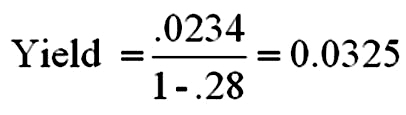 Yield = .0234 / 1 - .28 = 0.0325